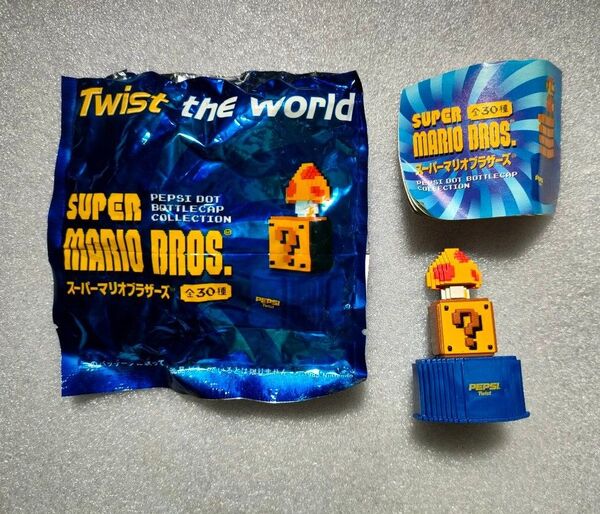 Twist the world
SUPER
MARIO BROS.
PEPSI DOT
BOTTLECAP
COLLECTION
?
スーパーマリオブラザーズ
全30種
PEPSI
Twist
SUPER
全30種
MARIO BROS.
スーパーマリオブラザーズ
PEPSI DOT BOTTLECAP
COLLECTION
?
PEPSI
Twist